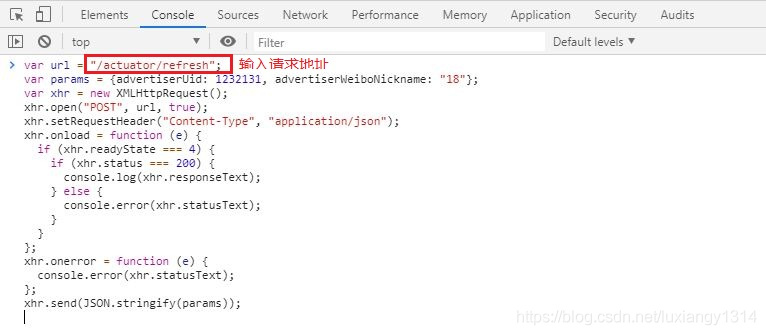 Elements Console Sources Network Performance Memory Application Security Audits
top Filter Default levels
var url = "/actuator/refresh"; 输入请求地址
var params = {advertiserUid: 1232131, advertiserWeiboNickname: "18"};
var xhr = new XMLHttpRequest();
xhr.open("POST", url, true);
xhr.setRequestHeader("Content-Type", "application/json");
xhr.onload = function (e) {
if (xhr.readyState === 4) {
if (xhr.status === 200) {
console.log(xhr.responseText);
} else {
console.error(xhr.statusText);
}
}
};
xhr.onerror = function (e) {
console.error(xhr.statusText);
};
xhr.send(JSON.stringify(params));
https://blog.csdn.net/luxiangy1314